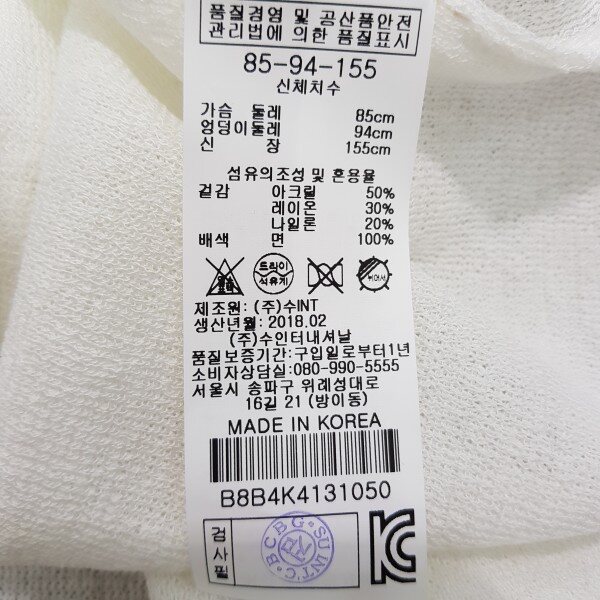 품질경영 및 공산품안전
관리법에 의한 품질표시
85-94-155
신체치수
가슴 둘레 85cm
엉덩이둘레 94cm
신 장 155cm
섬유의조성 및 혼용율
겉감 아크릴 50%
레이온 30%
나일론 20%
배색 면 100%
드라이
석유계
뉘어서
제조원: (주)수INT
생산년월: 2018.02
(주)수인터내셔날
품질보증기간:구입일로부터1년
소비자상담실:080-990-5555
서울시 송파구 위례성대로
16길 21 (방이동)
MADE IN KOREA
B8B4K4131050
검사필
BCBG·SU INT'C